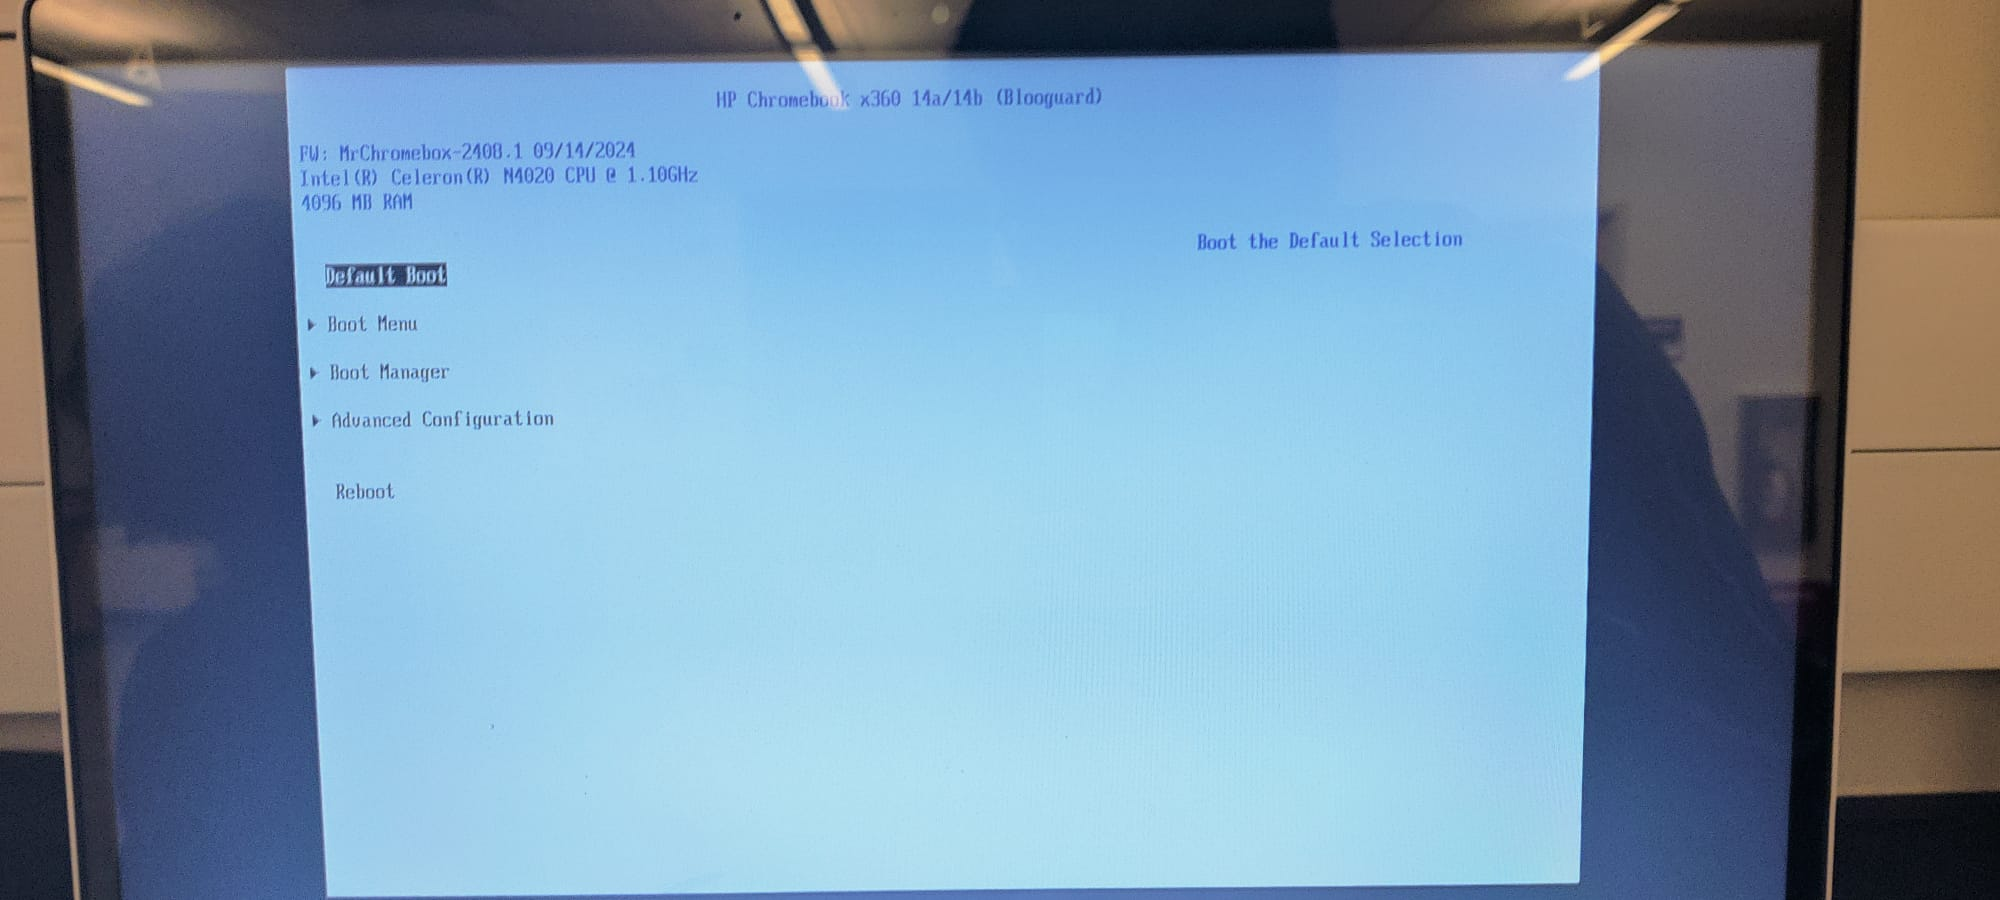 HP Chromebook x360 14a/14b (Blooguard)
FW: MrChromebox-2408.1 09/14/2024
Intel(R) Celeron(R) N4020 CPU @ 1.10GHz
4096 MB RAM
Boot the Default Selection
Default Boot
Boot Menu
Boot Manager
Advanced Configuration
Reboot